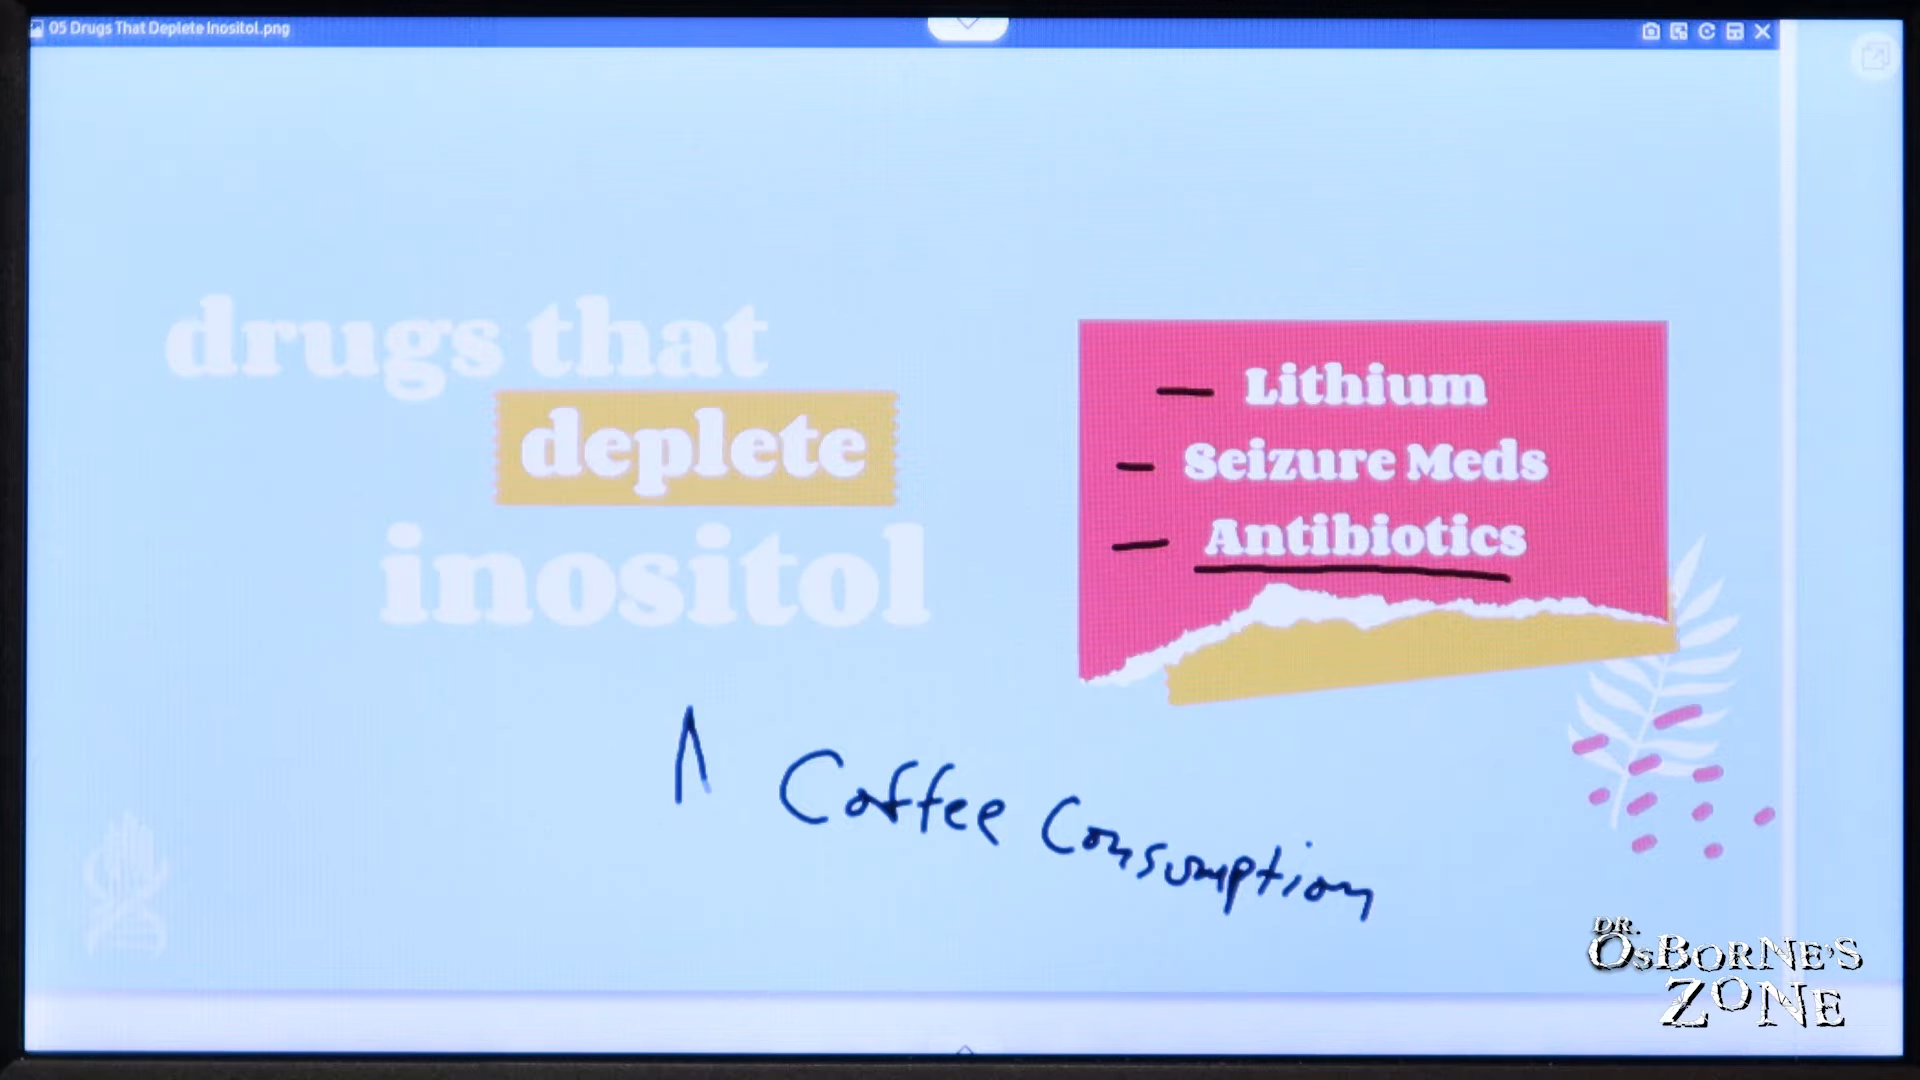 05 Drugs That Deplete Inositol.png
drugs that
deplete
inositol
Lithium
Seizure Meds
Antibiotics
Coffee Consumption
DR.
OSBORNE'S
ZONE